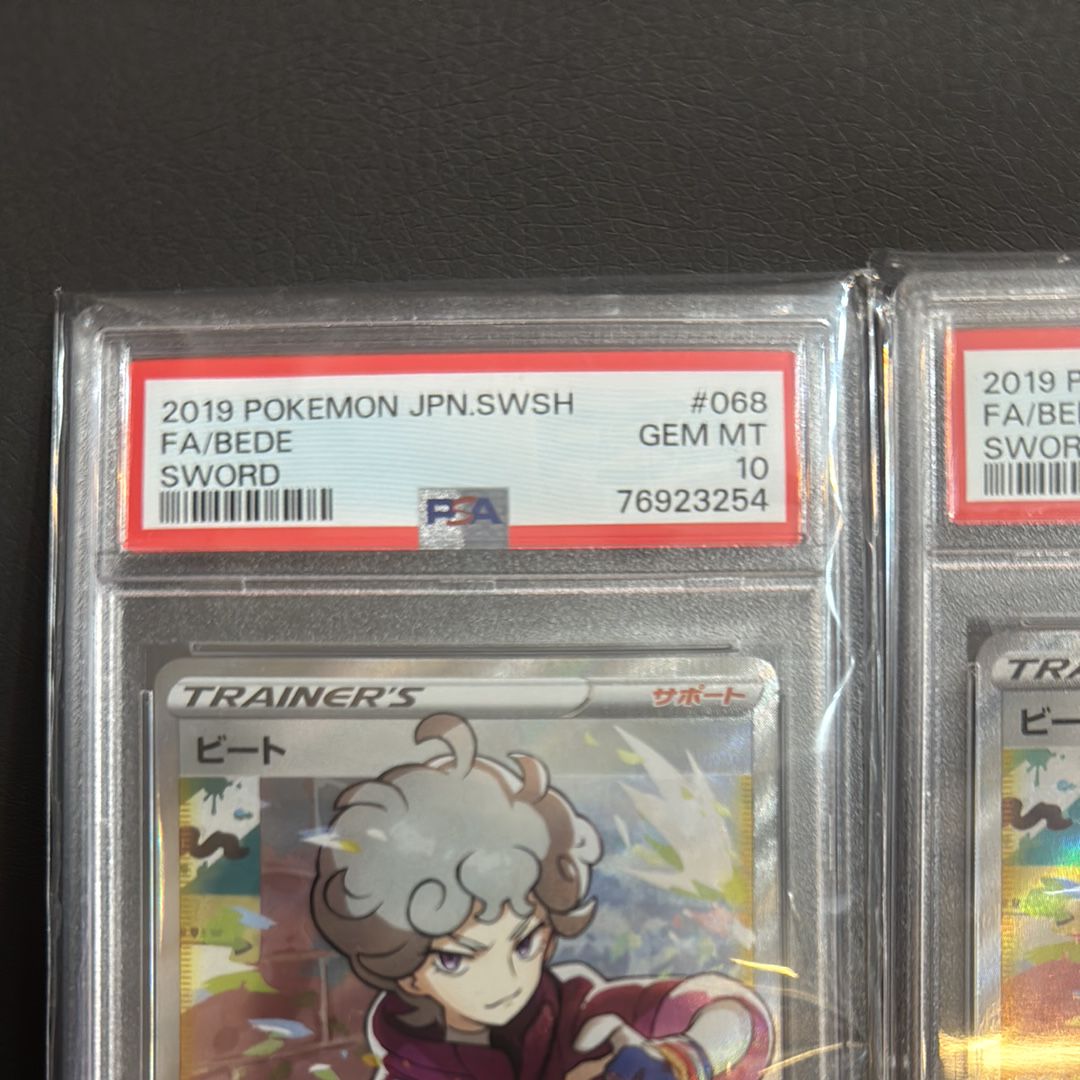 2019 POKEMON JPN.SWSH #068
FA/BEDE GEM MT
SWORD 10
76923254
PSA
TRAINER'S サポート
ビート
2019